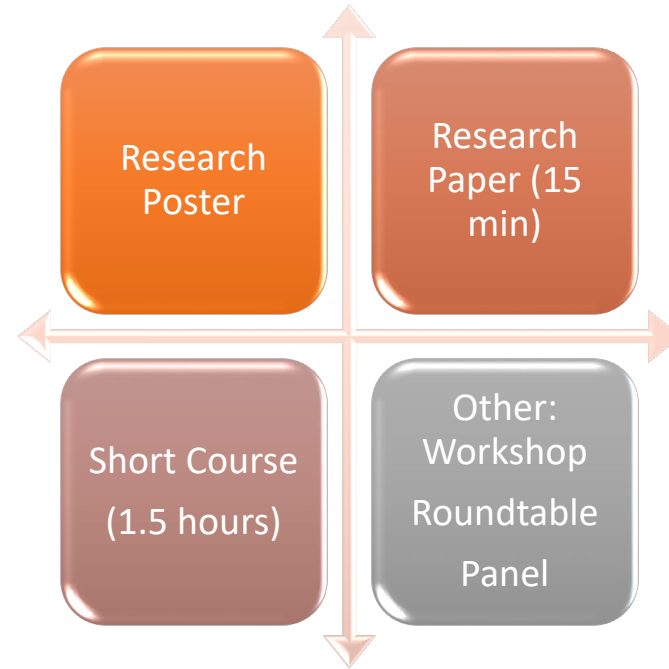 Research
Poster
Research
Paper (15
min)
Short Course
(1.5 hours)
Other:
Workshop
Roundtable
Panel